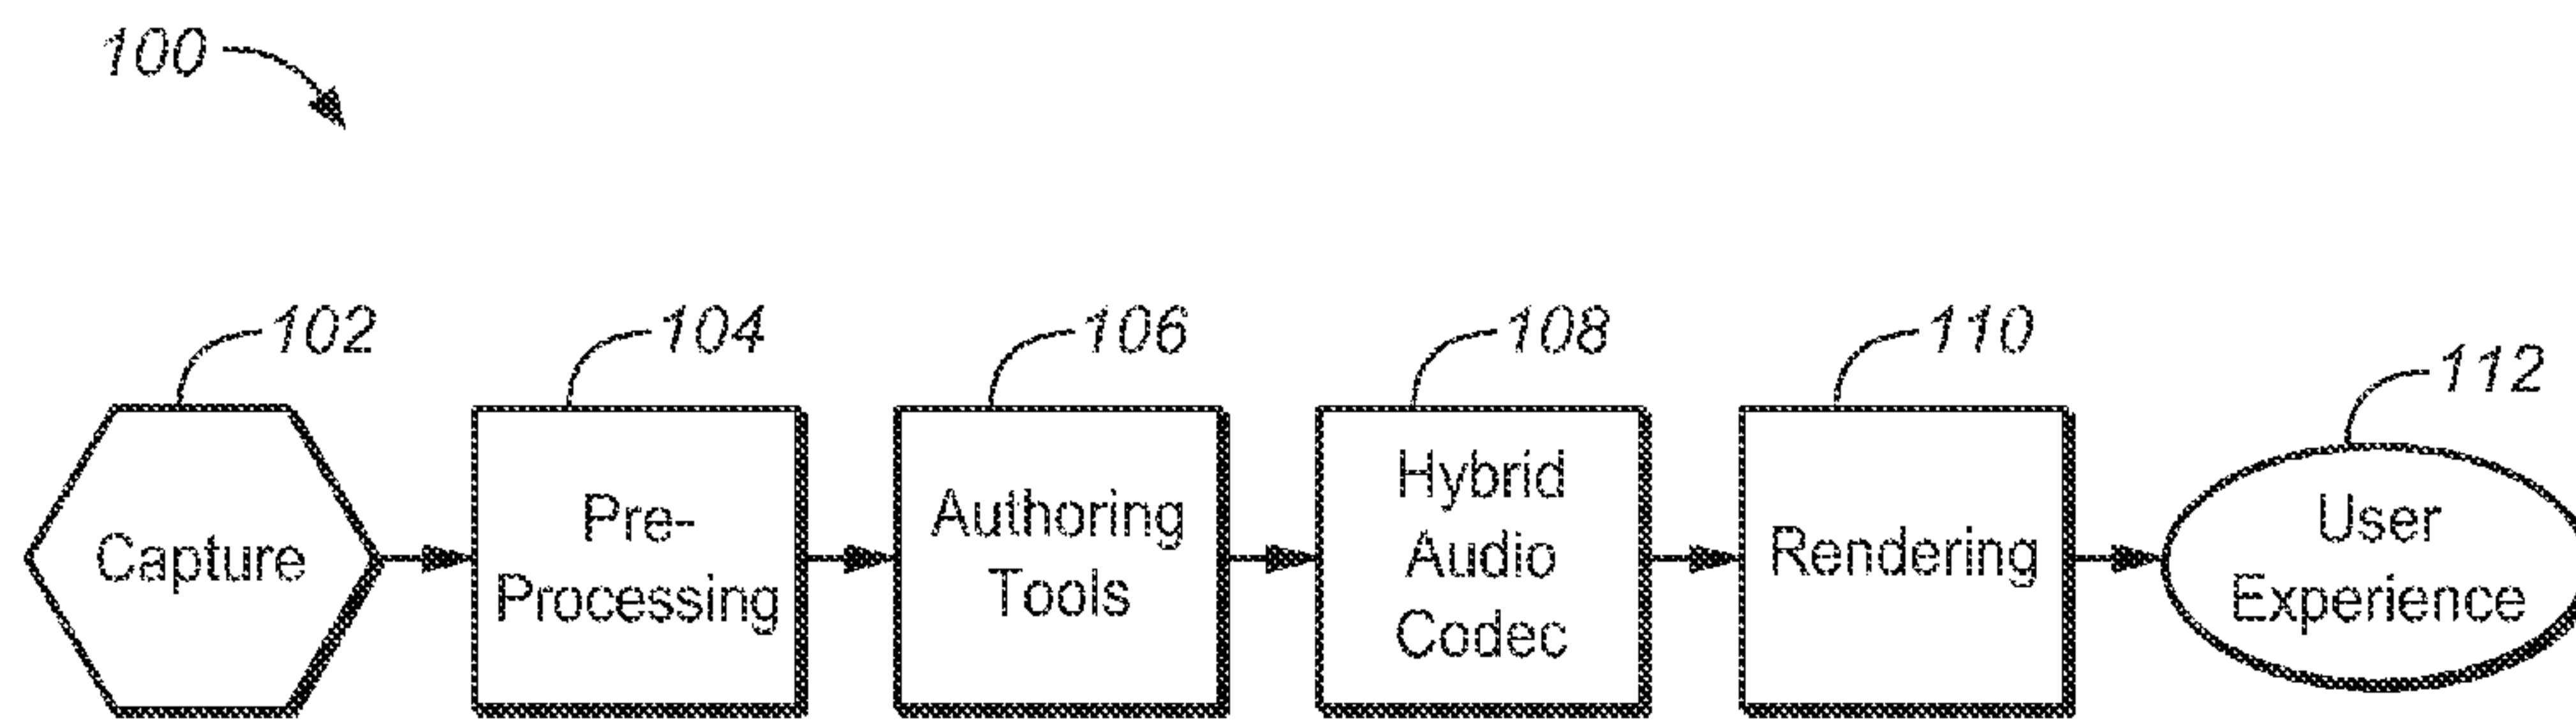 100
102
104
106
108
110
112
Capture
Pre-
Processing
Authoring
Tools
Hybrid
Audio
Codec
Rendering
User
Experience